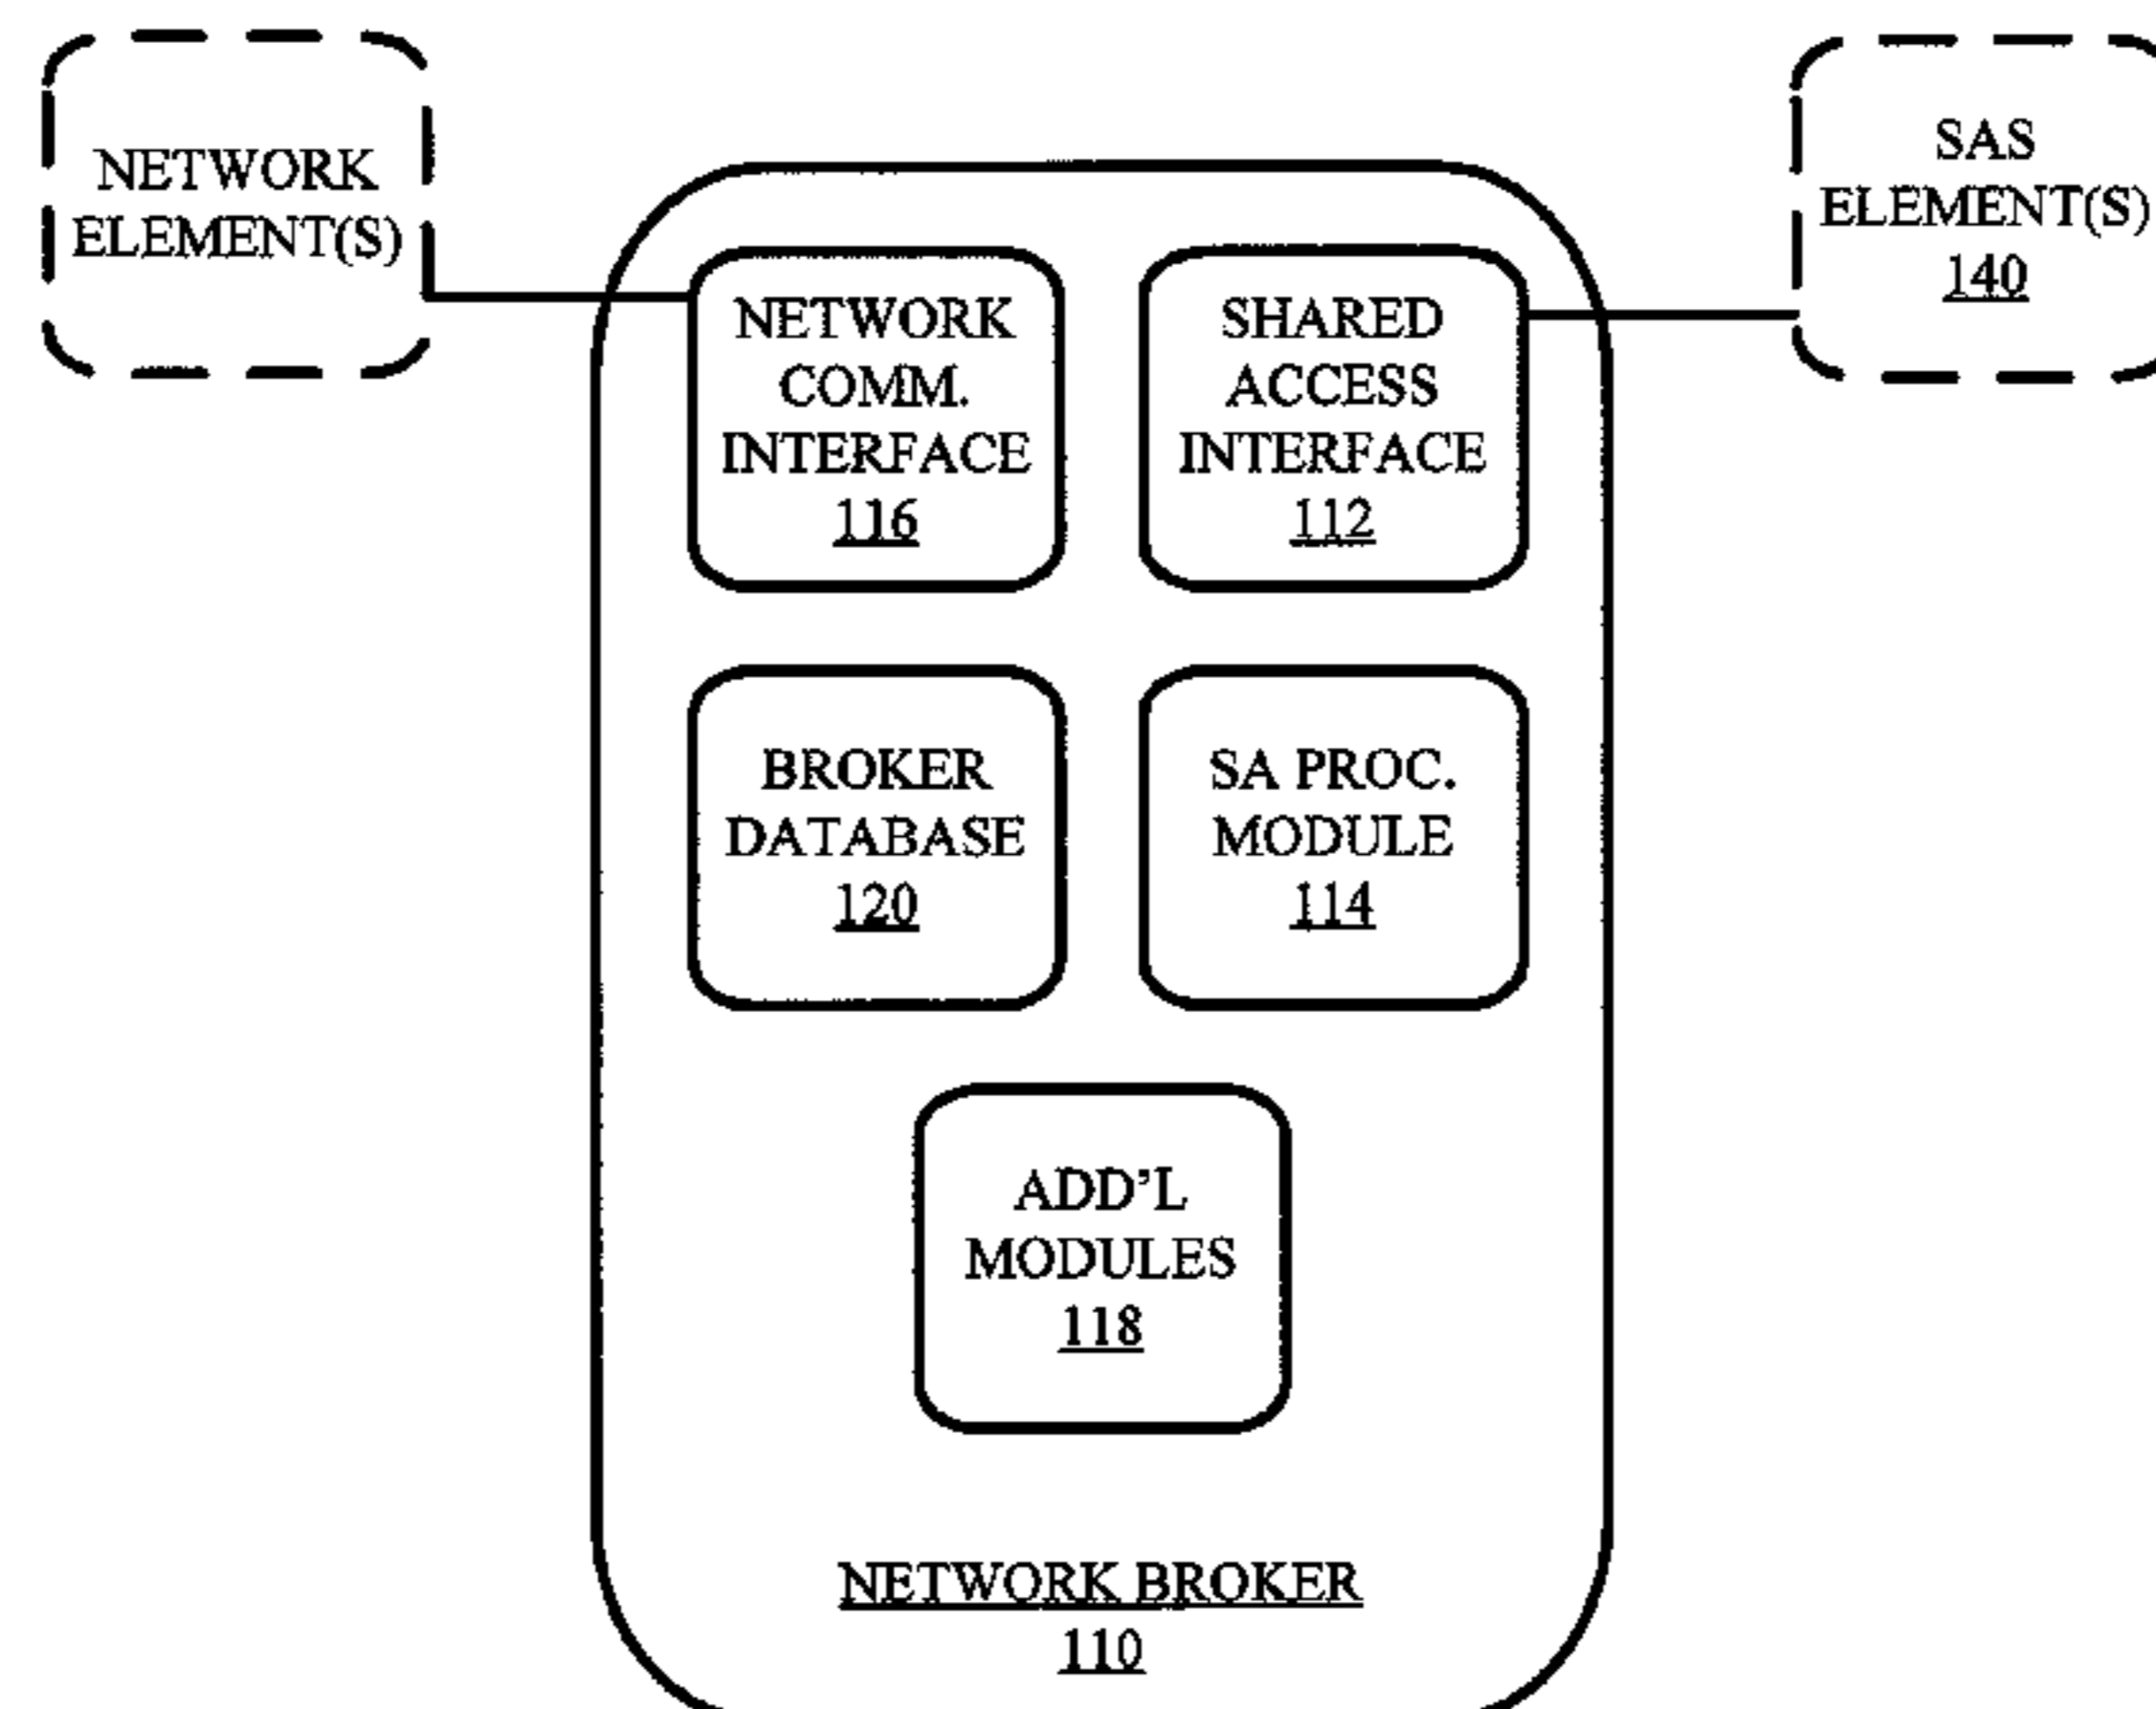 NETWORK
ELEMENT(S)
SAS
ELEMENT(S)
140
NETWORK
COMM.
INTERFACE
116
SHARED
ACCESS
INTERFACE
112
BROKER
DATABASE
120
SA PROC.
MODULE
114
ADD’L
MODULES
118
NETWORK BROKER
110